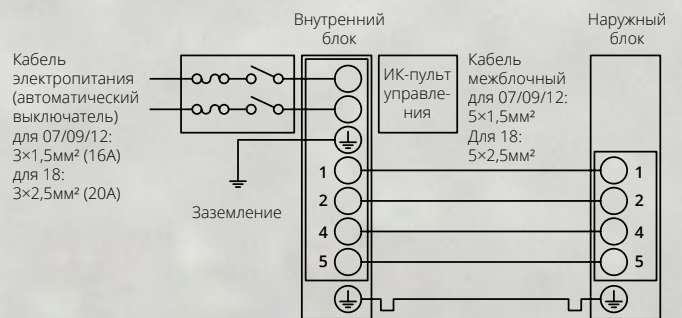 Внутренний
блок
Наружный
блок
Кабель
электропитания
(автоматический
выключатель)
для 07/09/12:
3×1,5мм² (16А)
для 18:
3×2,5мм² (20А)
ИК-пульт
управле-
ния
Кабель
межблочный
для 07/09/12:
5×1,5мм²
Для 18:
5×2,5мм²
Заземление
1
2
4
5
1
2
4
5